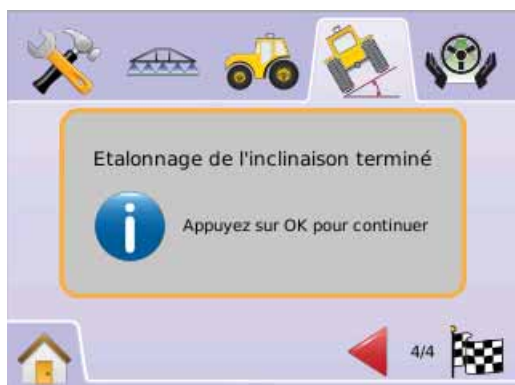 Etalonnage de l'inclinaison terminé
Appuyez sur OK pour continuer
4/4